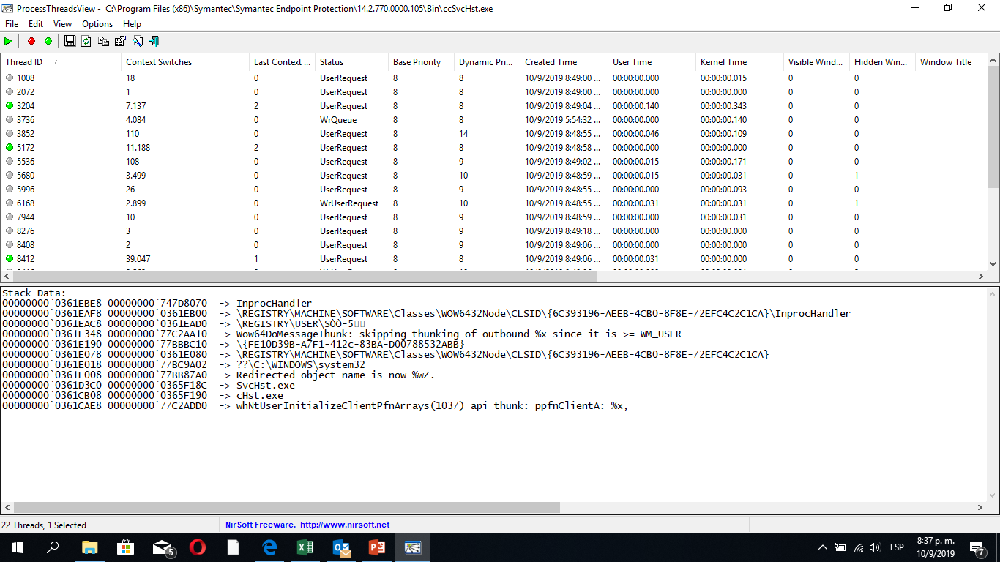 ProcessThreadsView - C:\Program Files (x86)\Symantec\Symantec Endpoint Protection\14.2.770.0000.105\Bin\ccSvcHst.exe
File Edit View Options Help
Thread ID Context Switches Last Context ... Status Base Priority Dynamic Pri... Created Time User Time Kernel Time Visible Wind... Hidden Win... Window Title
1008 18 0 UserRequest 8 8 10/9/2019 8:49:00 ... 00:00:00.000 00:00:00.015 0 0
2072 1 0 UserRequest 8 8 10/9/2019 8:49:00 ... 00:00:00.000 00:00:00.000 0 0
3204 7.137 2 UserRequest 8 8 10/9/2019 8:49:04 ... 00:00:00.140 00:00:00.343 0 0
3736 4.084 0 WrQueue 8 8 10/9/2019 5:54:32 ... 00:00:00.000 00:00:00.140 0 0
3852 110 0 UserRequest 8 14 10/9/2019 8:48:55 ... 00:00:00.046 00:00:00.109 0 0
5172 11.188 2 UserRequest 8 8 10/9/2019 8:48:58 ... 00:00:00.000 00:00:00.000 0 0
5536 108 0 UserRequest 8 9 10/9/2019 8:49:02 ... 00:00:00.015 00:00:00.171 0 0
5680 3.499 0 UserRequest 8 10 10/9/2019 8:48:59 ... 00:00:00.015 00:00:00.031 0 1
5996 26 0 UserRequest 8 9 10/9/2019 8:48:55 ... 00:00:00.000 00:00:00.093 0 0
6168 2.899 0 WrUserRequest 8 10 10/9/2019 8:48:55 ... 00:00:00.031 00:00:00.031 0 1
7944 10 0 UserRequest 8 9 10/9/2019 8:48:59 ... 00:00:00.000 00:00:00.031 0 0
8276 3 0 UserRequest 8 9 10/9/2019 8:49:18 ... 00:00:00.000 00:00:00.000 0 0
8408 2 0 UserRequest 8 9 10/9/2019 8:49:06 ... 00:00:00.000 00:00:00.000 0 0
8412 39.047 1 UserRequest 8 8 10/9/2019 8:49:06 ... 00:00:00.031 00:00:00.000 0 0
Stack Data:
00000000`0361EBE8 00000000`747D8070 -> InprocHandler
00000000`0361EAF8 00000000`0361EB00 -> \REGISTRY\MACHINE\SOFTWARE\Classes\WOW6432Node\CLSID\{6C393196-AEEB-4CB0-8F8E-72EFC4C2C1CA}\InprocHandler
00000000`0361EAC8 00000000`0361EAD0 -> \REGISTRY\USER\SÒÒ-5
00000000`0361E348 00000000`77C2AA10 -> Wow64DoMessageThunk: skipping thunking of outbound %x since it is >= WM_USER
00000000`0361E190 00000000`77BBBC10 -> \{FE10D39B-A7F1-412c-83BA-D00788532ABB}
00000000`0361E078 00000000`0361E080 -> \REGISTRY\MACHINE\SOFTWARE\Classes\WOW6432Node\CLSID\{6C393196-AEEB-4CB0-8F8E-72EFC4C2C1CA}
00000000`0361E018 00000000`77BC9A02 -> ??\C:\WINDOWS\system32
00000000`0361E008 00000000`77BB87A0 -> Redirected object name is now %wZ.
00000000`0361D3C0 00000000`0365F18C -> SvcHst.exe
00000000`0361CB08 00000000`0365F190 -> cHst.exe
00000000`0361CAE8 00000000`77C2ADD0 -> whNtUserInitializeClientPfnArrays(1037) api thunk: ppfnClientA: %x,
22 Threads, 1 Selected NirSoft Freeware. http://www.nirsoft.net
5 ESP 8:37 p. m. 7
10/9/2019